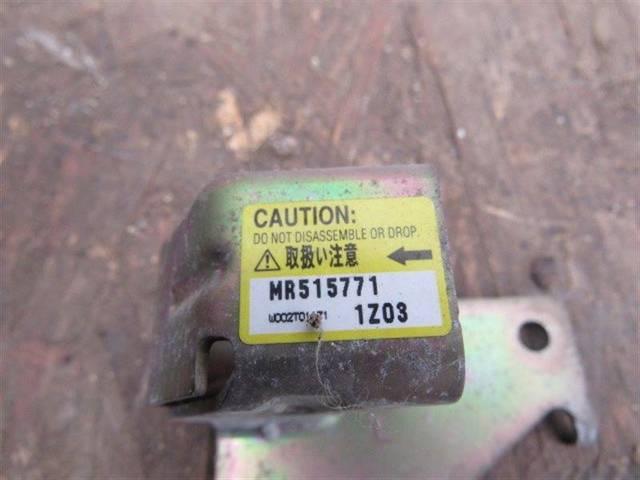 CAUTION:
DO NOT DISASSEMBLE OR DROP.
取扱い注意
MR515771
1Z03